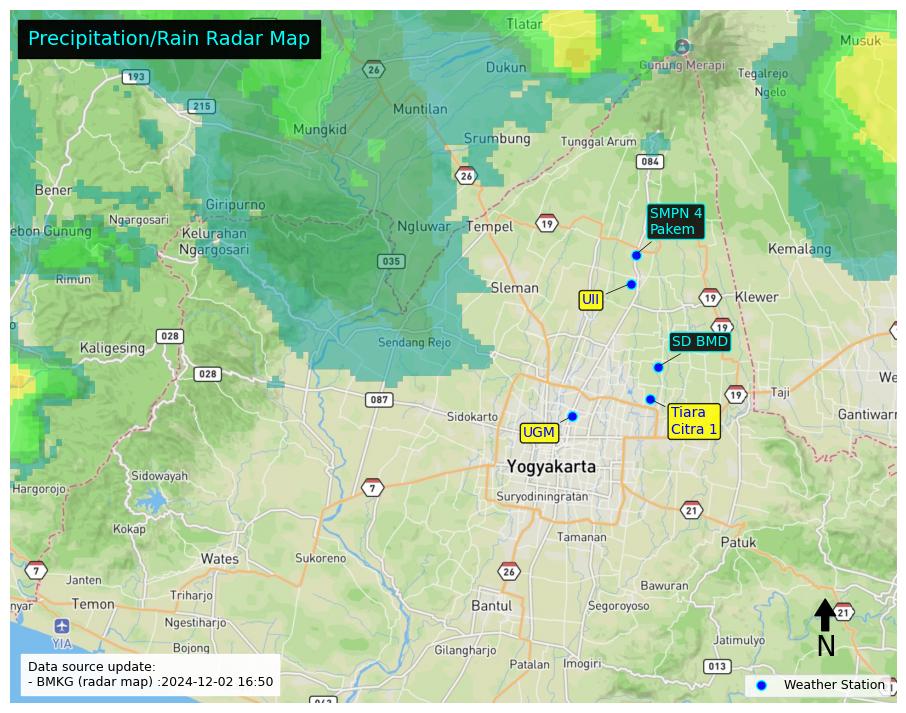 Precipitation/Rain Radar Map
Tlatar
Musuk
Gunung Merapi
26
Dukun
Tegalrejo
193
Ngelo
215
Muntilan
Mungkid
Srumbung
Tunggal Arum
084
26
Bener
Giripurno
SMPN 4
Pakem
Ngargosari
Ngluwar
Tempel
19
ebon Gunung
Kelurahan
Ngargosari
Kemalang
035
Rimun
Sleman
UII
19
Klewer
19
028
Kaligesing
Sendang Rejo
SD BMD
028
We
087
19
Taji
Sidokarto
Tiara
Citra 1
Gantiwarn
UGM
Yogyakarta
Sidowayah
Hargorojo
7
Suryodiningratan
21
Kokap
Tamanan
Patuk
Wates
Sukoreno
7
26
Janten
Bawuran
Triharjo
nyar
Temon
Bantul
Segoroyoso
21
Ngestiharjo
N
YIA
Jatimulyo
Bojong
Gilangharjo
Patalan
Imogiri
013
Data source update:
- BMKG (radar map) :2024-12-02 16:50
Weather Station